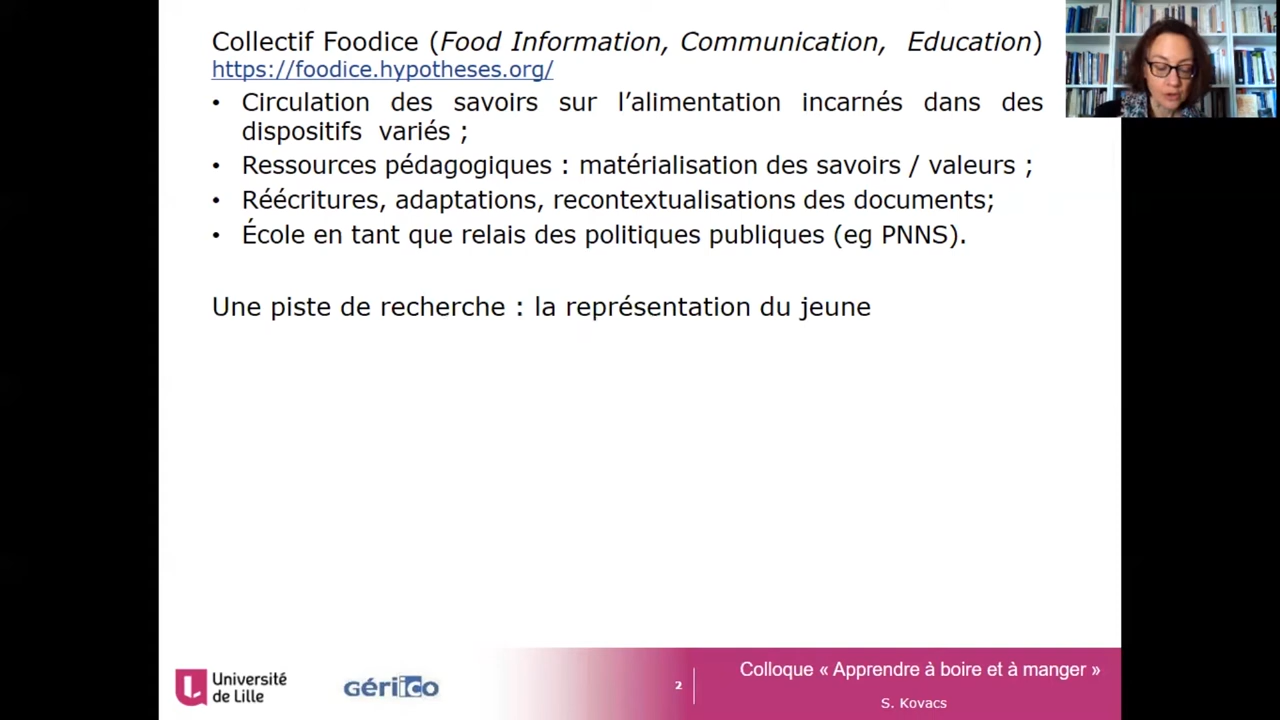 Collectif Foodice (Food Information, Communication, Education)
https://foodice.hypotheses.org/
• Circulation des savoirs sur l’alimentation incarnés dans des
dispositifs variés ;
• Ressources pédagogiques : matérialisation des savoirs / valeurs ;
• Réécritures, adaptations, recontextualisations des documents;
• École en tant que relais des politiques publiques (eg PNNS).
Une piste de recherche : la représentation du jeune
Université
de Lille
gériico
2
Colloque « Apprendre à boire et à manger »
S. Kovacs